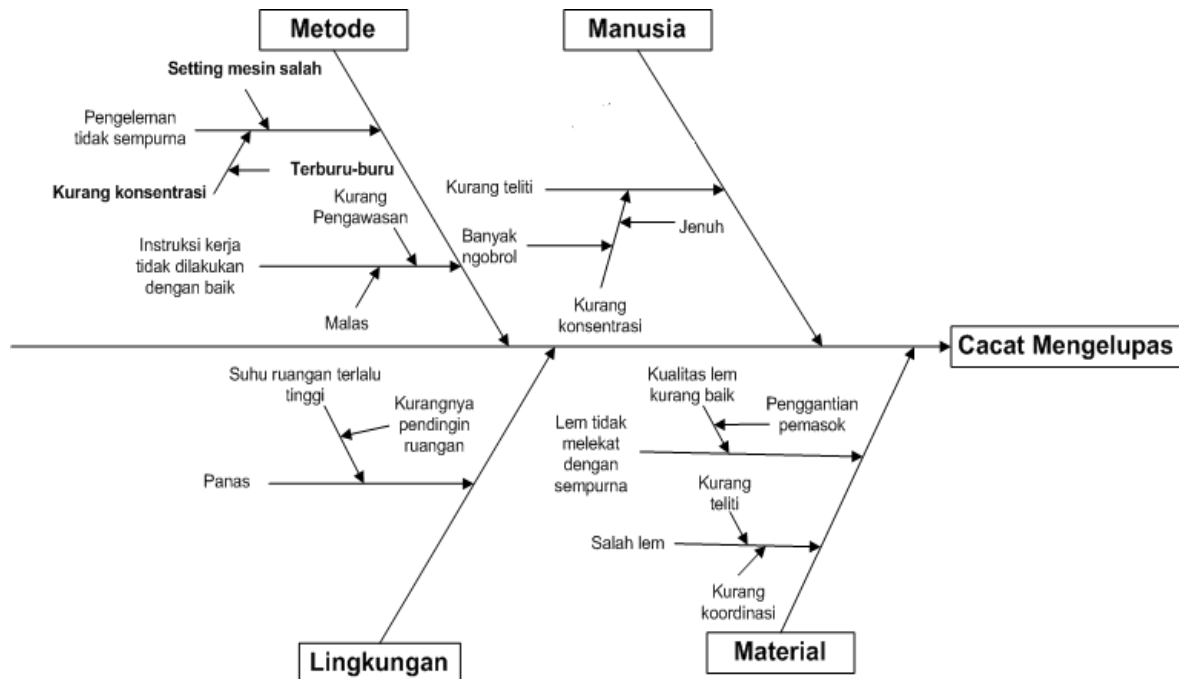 Metode
Manusia
Setting mesin salah
Pengeleman
tidak sempurna
Terburu-buru
Kurang konsentrasi
Kurang
Pengawasan
Instruksi kerja
tidak dilakukan
dengan baik
Malas
Kurang teliti
Banyak
ngobrol
Jenuh
Kurang
konsentrasi
Cacat Mengelupas
Suhu ruangan terlalu
tinggi
Kurangnya
pendingin
ruangan
Panas
Kualitas lem
kurang baik
Penggantian
pemasok
Lem tidak
melekat
dengan
sempurna
Kurang
teliti
Salah lem
Kurang
koordinasi
Lingkungan
Material